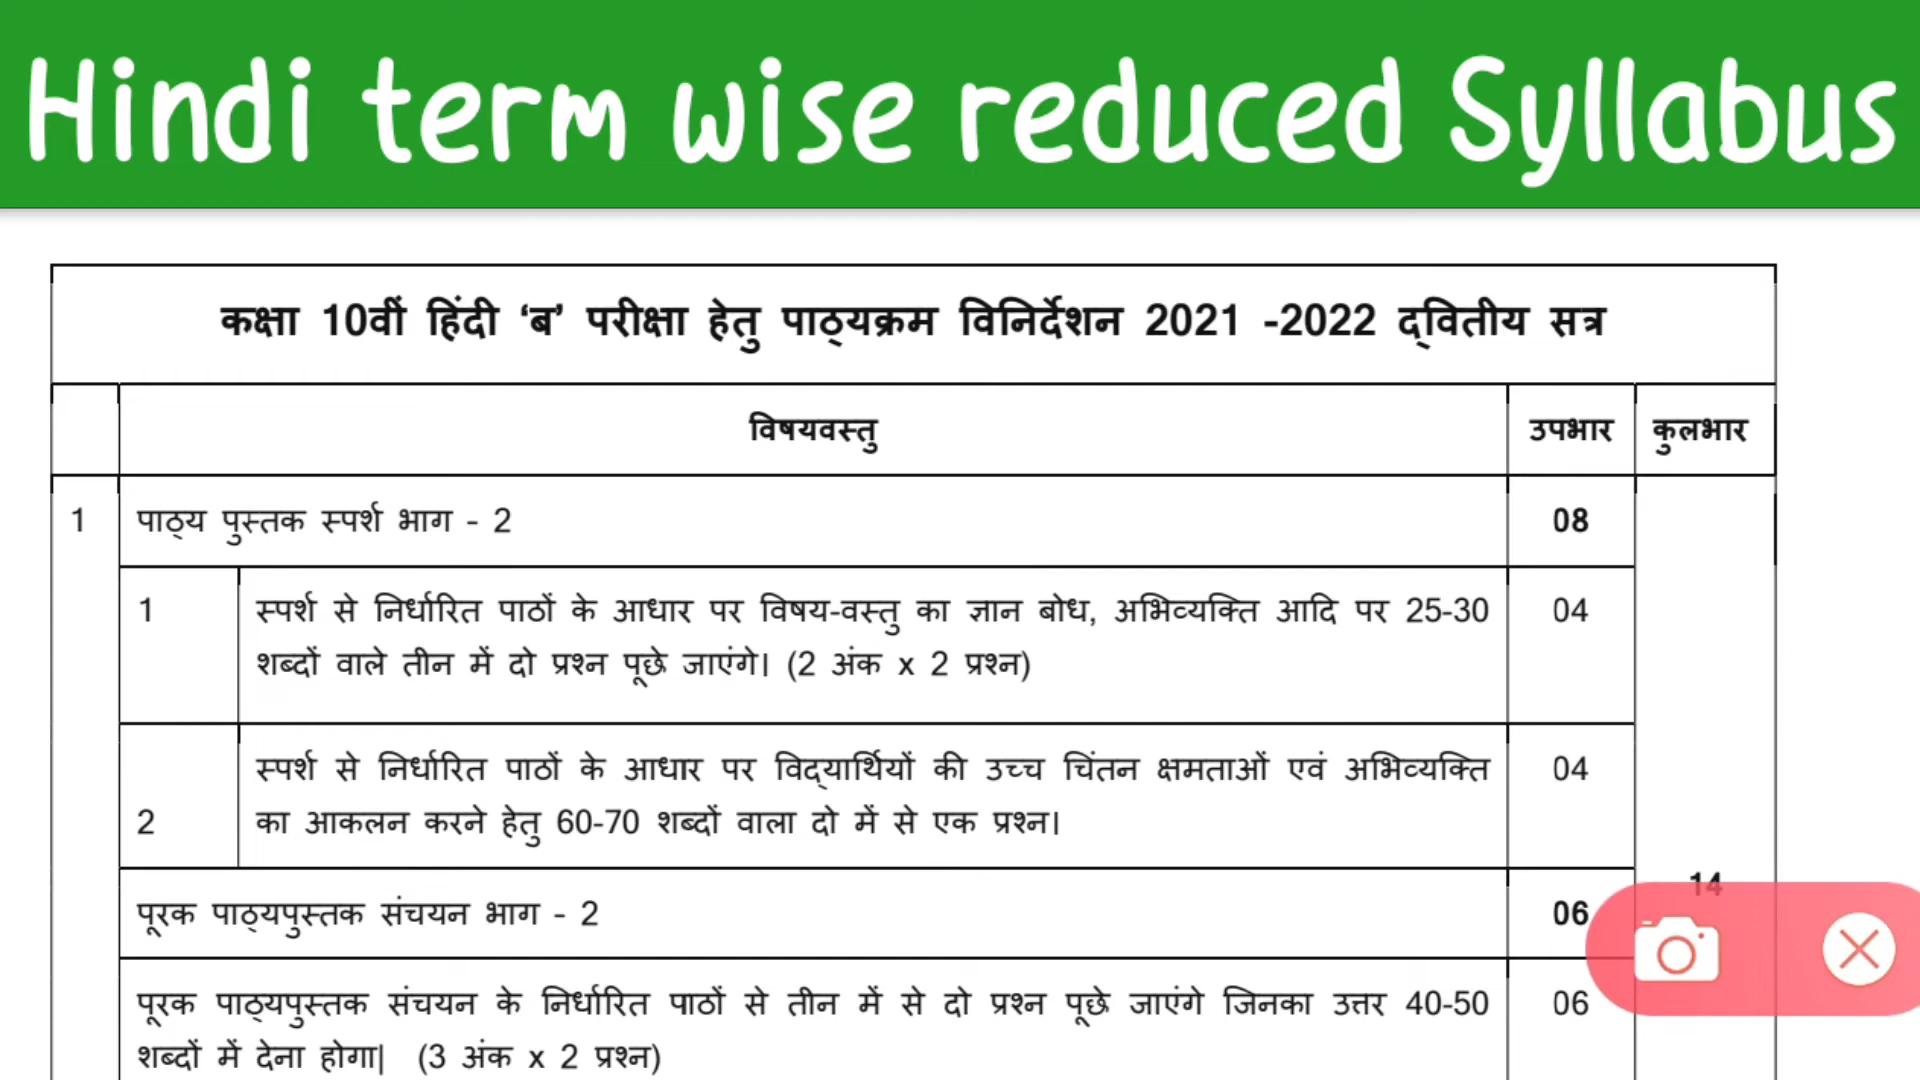 Hindi term wise reduced Syllabus
कक्षा 10वीं हिंदी ‘ब’ परीक्षा हेतु पाठ्यक्रम विनिर्देशन 2021 -2022 द्वितीय सत्र
विषयवस्तु उपभार कुलभार
1 पाठ्य पुस्तक स्पर्श भाग - 2 08
1 स्पर्श से निर्धारित पाठों के आधार पर विषय-वस्तु का ज्ञान बोध, अभिव्यक्ति आदि पर 25-30 04
शब्दों वाले तीन में दो प्रश्न पूछे जाएंगे। (2 अंक x 2 प्रश्न)
स्पर्श से निर्धारित पाठों के आधार पर विद्यार्थियों की उच्च चिंतन क्षमताओं एवं अभिव्यक्ति 04
2 का आकलन करने हेतु 60-70 शब्दों वाला दो में से एक प्रश्न।
14
पूरक पाठ्यपुस्तक संचयन भाग - 2 06
पूरक पाठ्यपुस्तक संचयन के निर्धारित पाठों से तीन में से दो प्रश्न पूछे जाएंगे जिनका उत्तर 40-50 06
शब्दों में देना होगा| (3 अंक x 2 प्रश्न)